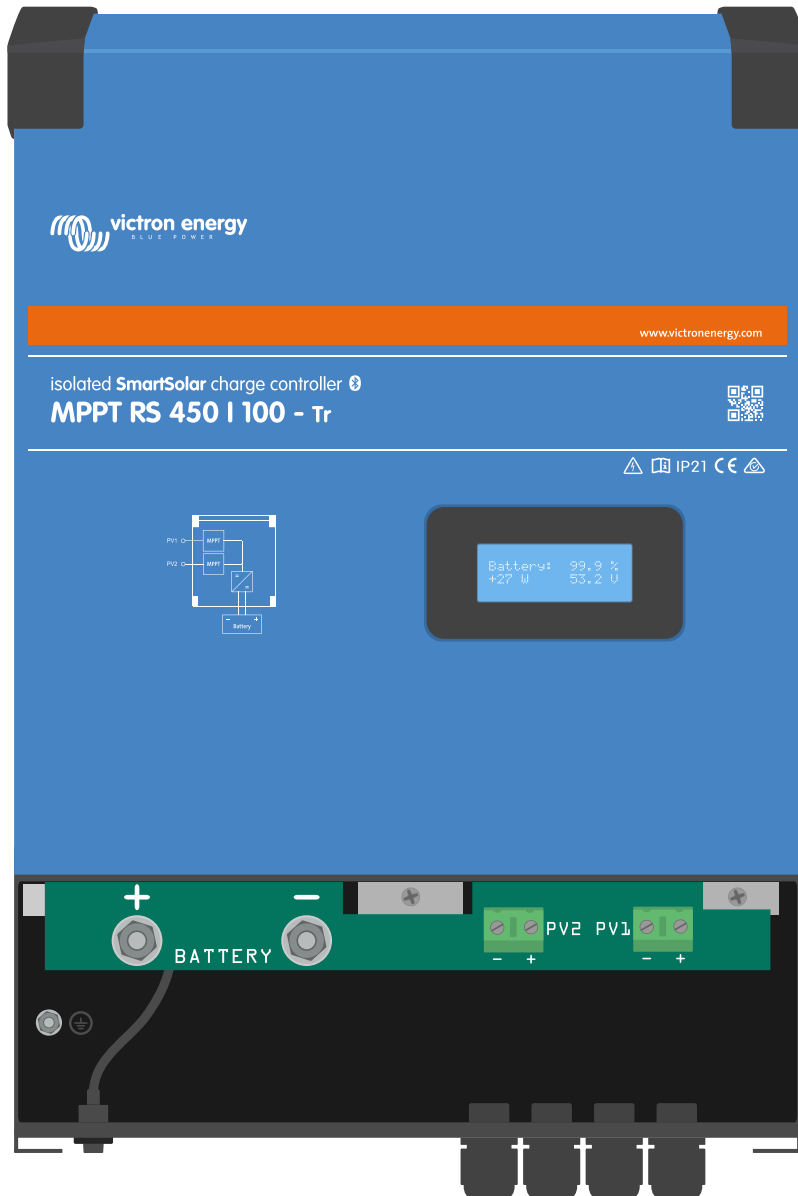 victron energy
BLUE POWER
www.victronenergy.com
isolated SmartSolar charge controller
MPPT RS 450 | 100 - Tr
IP21 CE
PV1 MPPT
PV2 MPPT
- +
Battery
Battery: 99.9 %
+27 W 53.2 V
+ -
BATTERY
PV2 PV1
- + - +